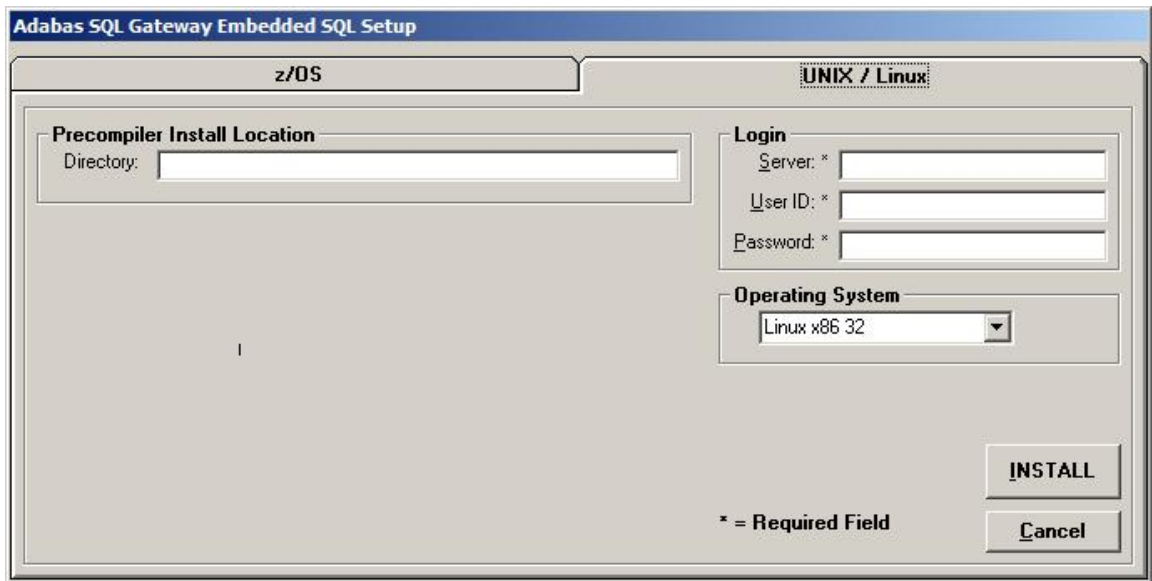 Adabas SQL Gateway Embedded SQL Setup
z/OS
UNIX / Linux
Precompiler Install Location
Directory:
Login
Server: *
User ID: *
Password: *
Operating System
Linux x86 32
INSTALL
* = Required Field
Cancel